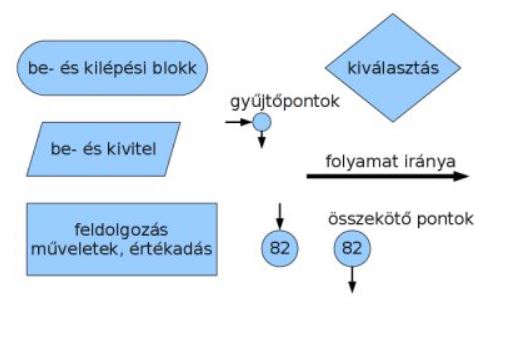 be- és kilépési blokk
kiválasztás
gyűjtőpontok
be- és kivitel
folyamat iránya
feldolgozás
műveletek, értékadás
összekötő pontok
82
82